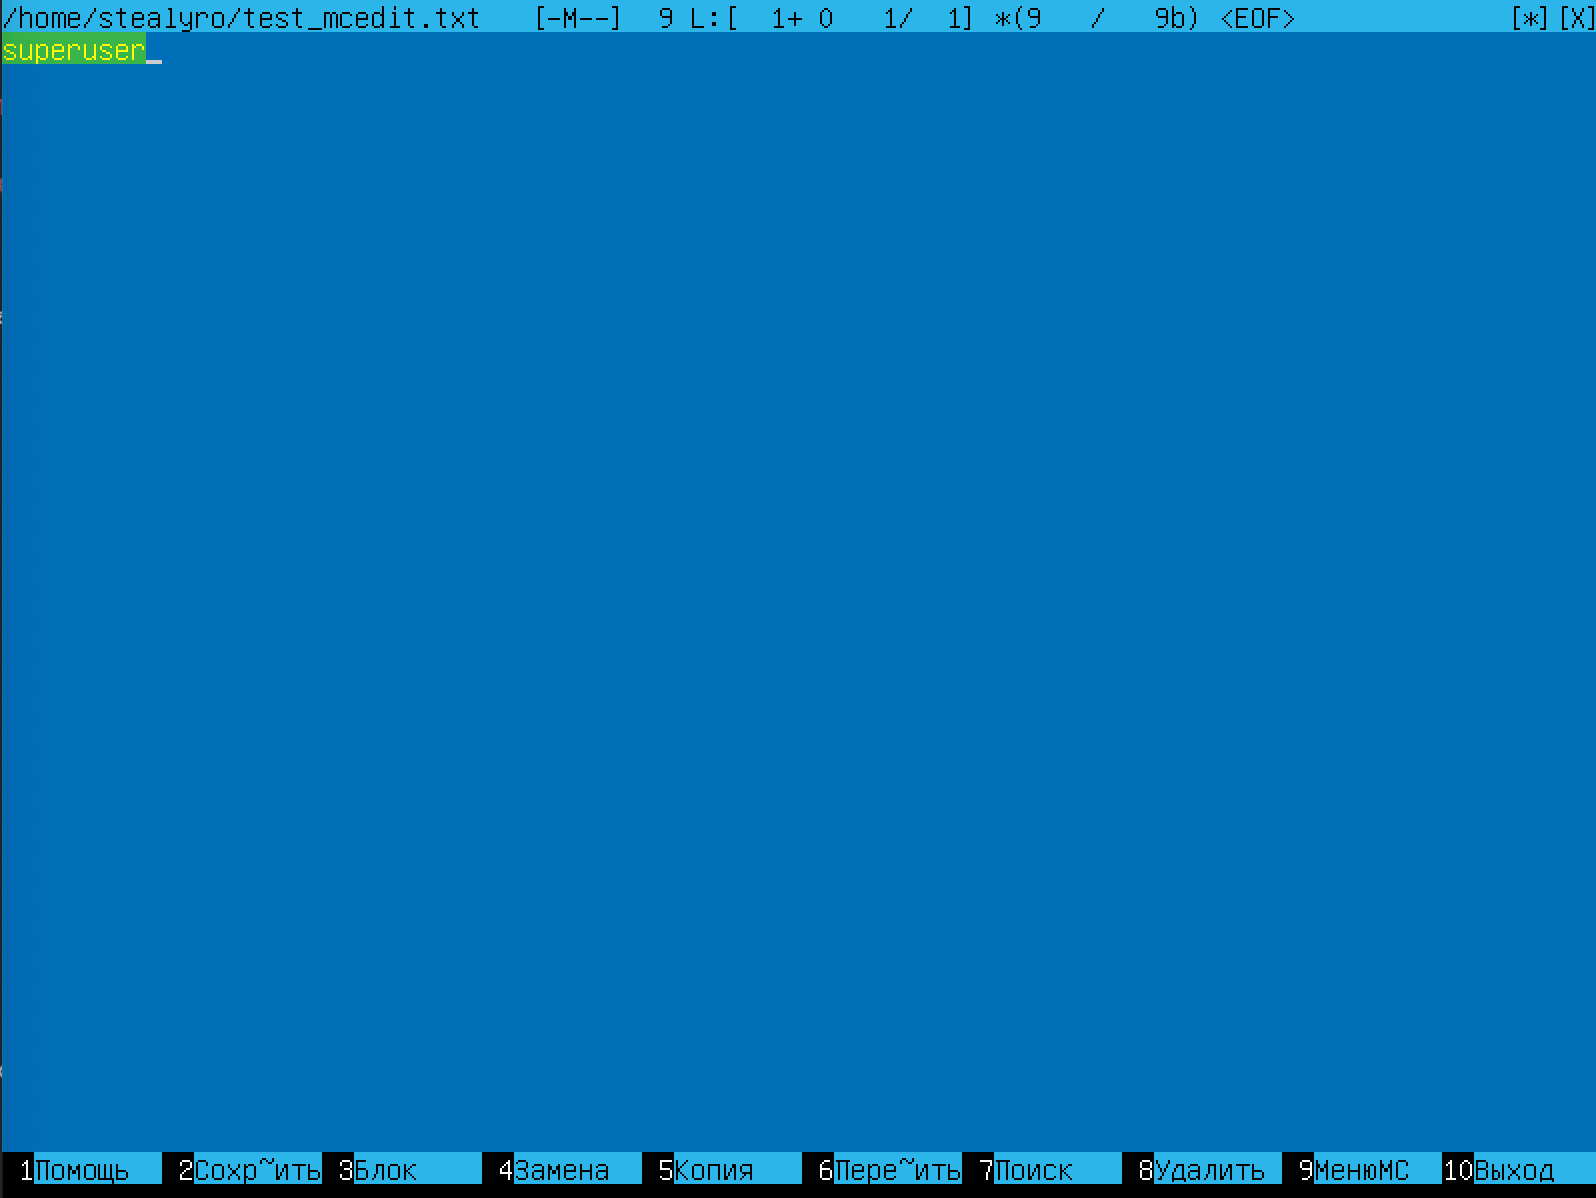 /home/stealyro/test_mcedit.txt [-M--] 9 L:[ 1+ 0 1/ 1] *(9 / 9b) <EOF> [*][X]
superuser_
1Помощь 2Сохр~ить 3Блок 4Замена 5Копия 6Пере~ить 7Поиск 8Удалить 9МенюMC 10Выход